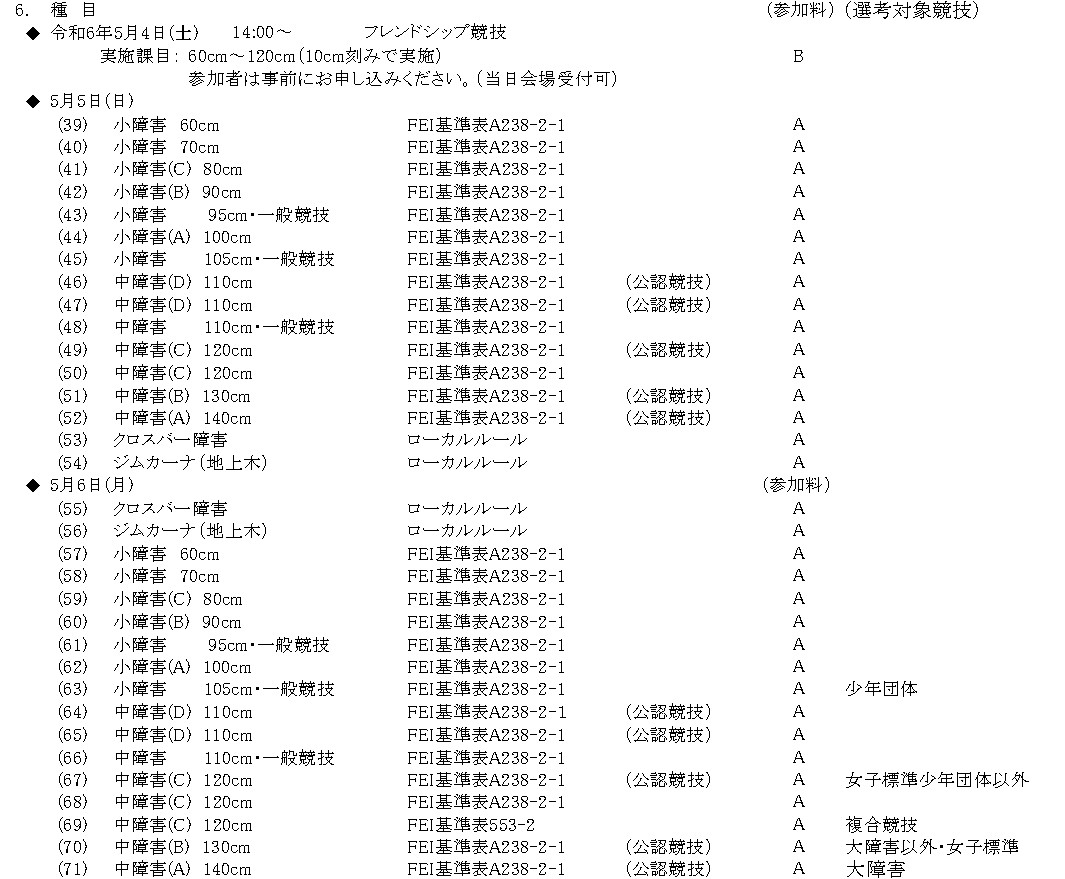 6. 種 目 (参加料) (選考対象競技)
◆ 令和6年5月4日(土) 14:00～ フレンドシップ競技
実施課目: 60cm～120cm(10cm刻みで実施) B
参加者は事前にお申し込みください。(当日会場受付可)
◆ 5月5日(日)
(39) 小障害 60cm FEI基準表A238-2-1 A
(40) 小障害 70cm FEI基準表A238-2-1 A
(41) 小障害(C) 80cm FEI基準表A238-2-1 A
(42) 小障害(B) 90cm FEI基準表A238-2-1 A
(43) 小障害 95cm・一般競技 FEI基準表A238-2-1 A
(44) 小障害(A) 100cm FEI基準表A238-2-1 A
(45) 小障害 105cm・一般競技 FEI基準表A238-2-1 A
(46) 中障害(D) 110cm FEI基準表A238-2-1 (公認競技) A
(47) 中障害(D) 110cm FEI基準表A238-2-1 (公認競技) A
(48) 中障害 110cm・一般競技 FEI基準表A238-2-1 A
(49) 中障害(C) 120cm FEI基準表A238-2-1 (公認競技) A
(50) 中障害(C) 120cm FEI基準表A238-2-1 A
(51) 中障害(B) 130cm FEI基準表A238-2-1 (公認競技) A
(52) 中障害(A) 140cm FEI基準表A238-2-1 (公認競技) A
(53) クロスバー障害 ローカルルール A
(54) ジムカーナ(地上木) ローカルルール A
◆ 5月6日(月) (参加料)
(55) クロスバー障害 ローカルルール A
(56) ジムカーナ(地上木) ローカルルール A
(57) 小障害 60cm FEI基準表A238-2-1 A
(58) 小障害 70cm FEI基準表A238-2-1 A
(59) 小障害(C) 80cm FEI基準表A238-2-1 A
(60) 小障害(B) 90cm FEI基準表A238-2-1 A
(61) 小障害 95cm・一般競技 FEI基準表A238-2-1 A
(62) 小障害(A) 100cm FEI基準表A238-2-1 A
(63) 小障害 105cm・一般競技 FEI基準表A238-2-1 A 少年団体
(64) 中障害(D) 110cm FEI基準表A238-2-1 (公認競技) A
(65) 中障害(D) 110cm FEI基準表A238-2-1 (公認競技) A
(66) 中障害 110cm・一般競技 FEI基準表A238-2-1 A
(67) 中障害(C) 120cm FEI基準表A238-2-1 (公認競技) A 女子標準少年団体以外
(68) 中障害(C) 120cm FEI基準表A238-2-1 A
(69) 中障害(C) 120cm FEI基準表553-2 A 複合競技
(70) 中障害(B) 130cm FEI基準表A238-2-1 (公認競技) A 大障害以外・女子標準
(71) 中障害(A) 140cm FEI基準表A238-2-1 (公認競技) A 大障害